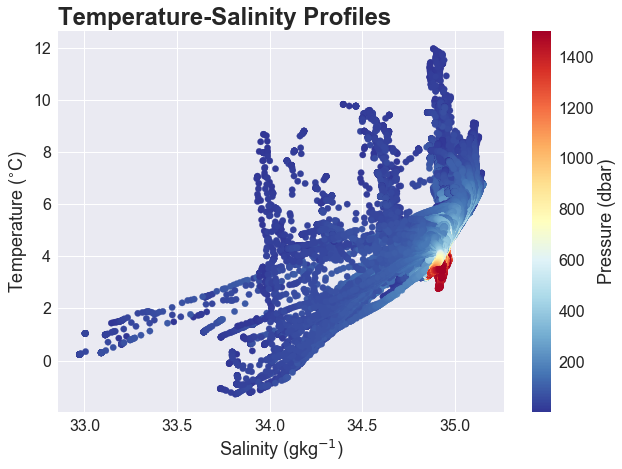 Temperature-Salinity Profiles
12
10
8
6
4
2
0
Temperature (°C)
33.0 33.5 34.0 34.5 35.0
Salinity (gkg⁻¹)
1400
1200
1000
800
600
400
200
Pressure (dbar)